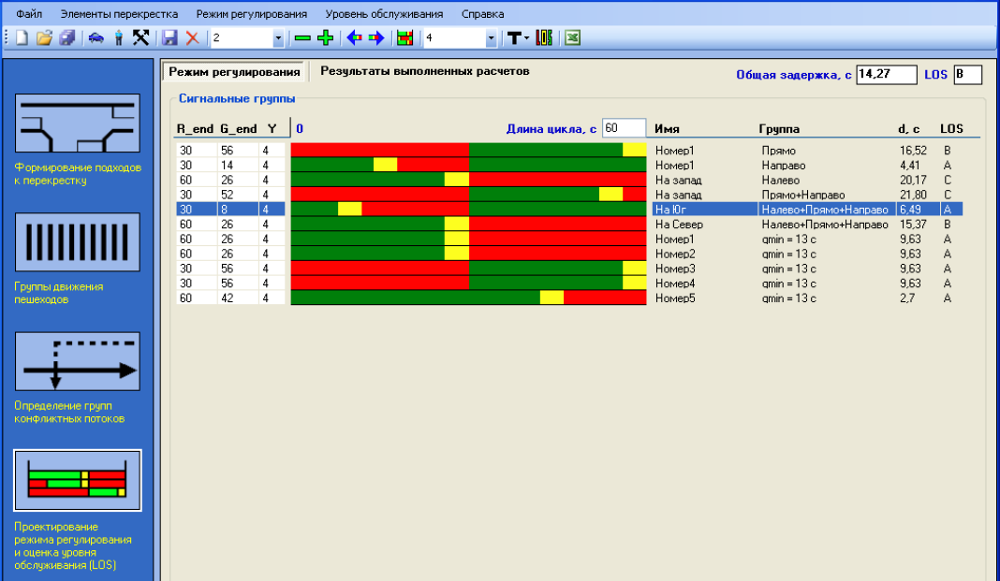 Файл Элементы перекрестка Режим регулирования Уровень обслуживания Справка
2 4
Режим регулирования Результаты выполненных расчетов Общая задержка, с 14,27 LOS B
Сигнальные группы
R_end G_end Y 0 Длина цикла, с 60 Имя Группа d, с LOS
30 56 4 Номер1 Прямо 16,52 B
30 14 4 Номер1 Направо 4,41 A
60 26 4 На запад Налево 20,17 C
30 52 4 На запад Прямо+Направо 21,80 C
30 8 4 На Юг Налево+Прямо+Направо 6,49 A
60 26 4 На Север Налево+Прямо+Направо 15,37 B
60 26 4 Номер1 qmin = 13 с 9,63 A
60 26 4 Номер2 qmin = 13 с 9,63 A
30 56 4 Номер3 qmin = 13 с 9,63 A
30 56 4 Номер4 qmin = 13 с 9,63 A
60 42 4 Номер5 qmin = 13 с 2,7 A
Формирование подходов
к перекрестку
Группы движения
пешеходов
Определение групп
конфликтных потоков
Проектирование
режима регулирования
и оценка уровня
обслуживания (LOS)